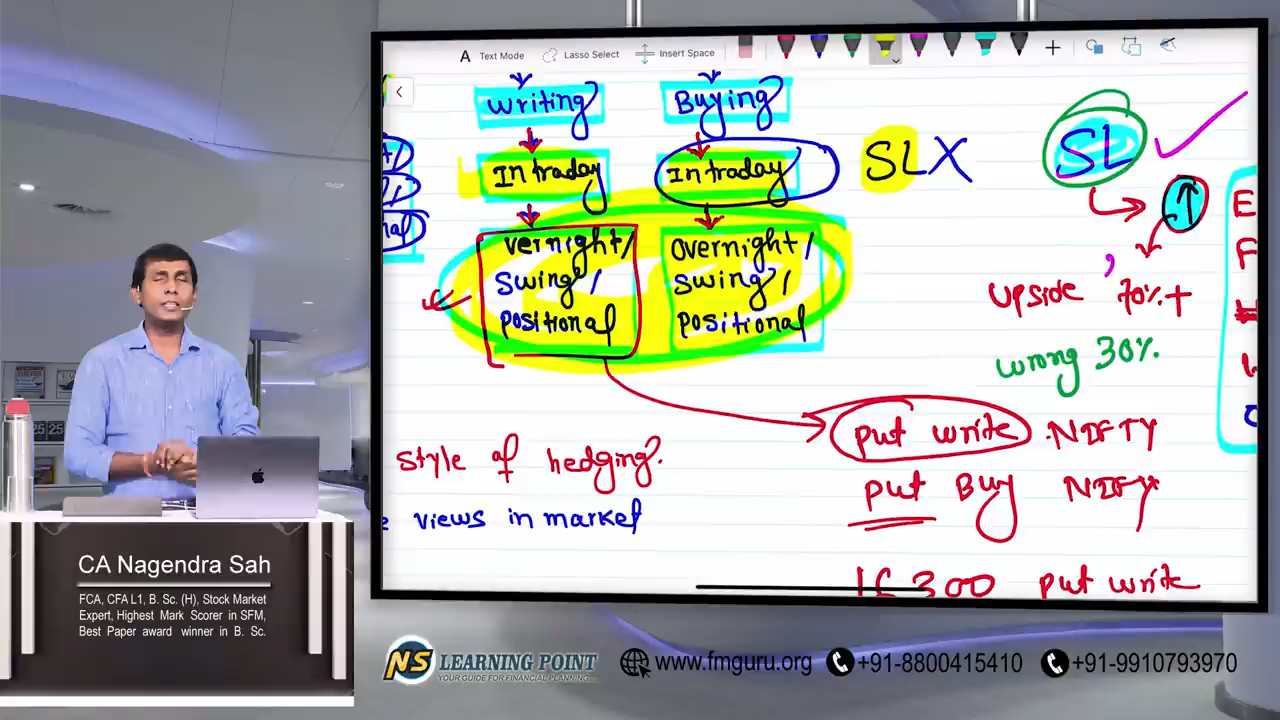 Text Mode Lasso Select Insert Space
Writing Buying
Intraday Intraday SLX SL
vernight/ overnight/
swing/ swing/
positional positional
upside 70%+
wrong 30%.
put write NIFTY
put Buy NIFTY
style of hedging?
views in market
300 put write
CA Nagendra Sah
FCA, CFA L1, B. Sc. (H), Stock Market
Expert, Highest Mark Scorer in SFM,
Best Paper award winner in B. Sc.
25 25
NS LEARNING POINT
YOUR GUIDE FOR FINANCIAL PLANNING....
www.fmguru.org +91-8800415410 +91-9910793970